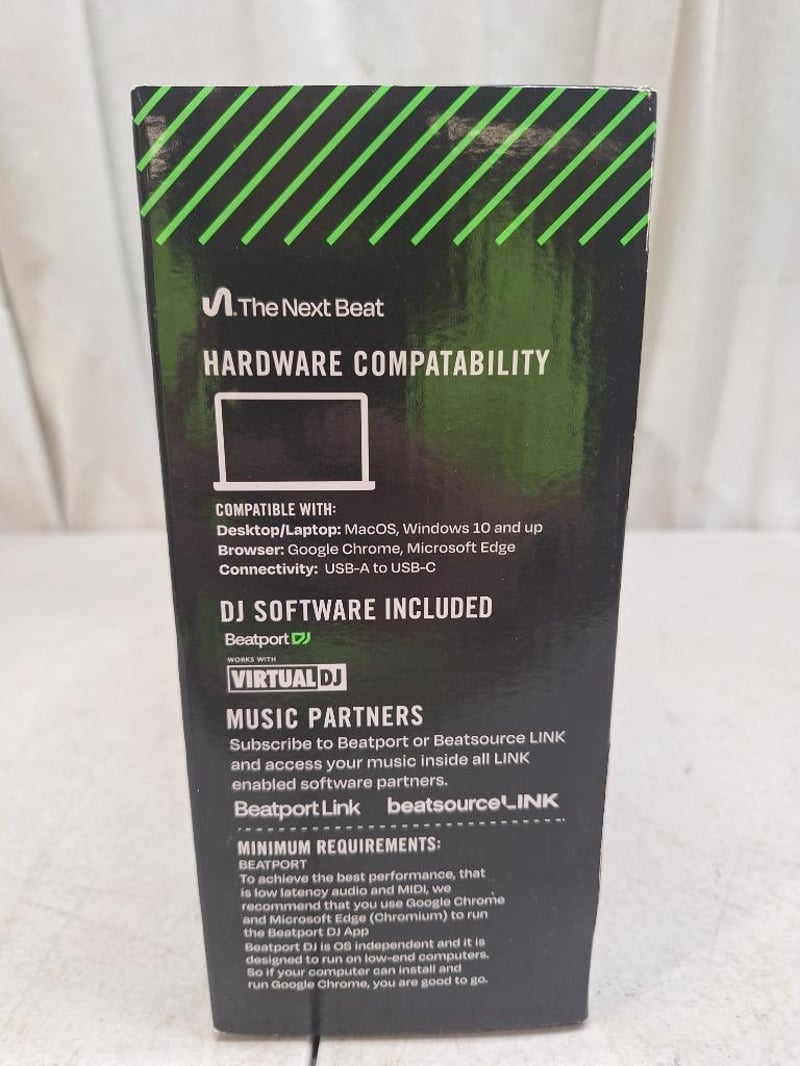 The Next Beat
HARDWARE COMPATABILITY
COMPATIBLE WITH:
Desktop/Laptop: MacOS, Windows 10 and up
Browser: Google Chrome, Microsoft Edge
Connectivity: USB-A to USB-C
DJ SOFTWARE INCLUDED
Beatport DJ
WORKS WITH
VIRTUAL DJ
MUSIC PARTNERS
Subscribe to Beatport or Beatsource LINK
and access your music inside all LINK
enabled software partners.
Beatport Link beatsource LINK
MINIMUM REQUIREMENTS:
BEATPORT
To achieve the best performance, that
is low latency audio and MIDI, we
recommend that you use Google Chrome
and Microsoft Edge (Chromium) to run
the Beatport DJ App
Beatport DJ is OS independent and it is
designed to run on low-end computers.
So if your computer can install and
run Google Chrome, you are good to go.